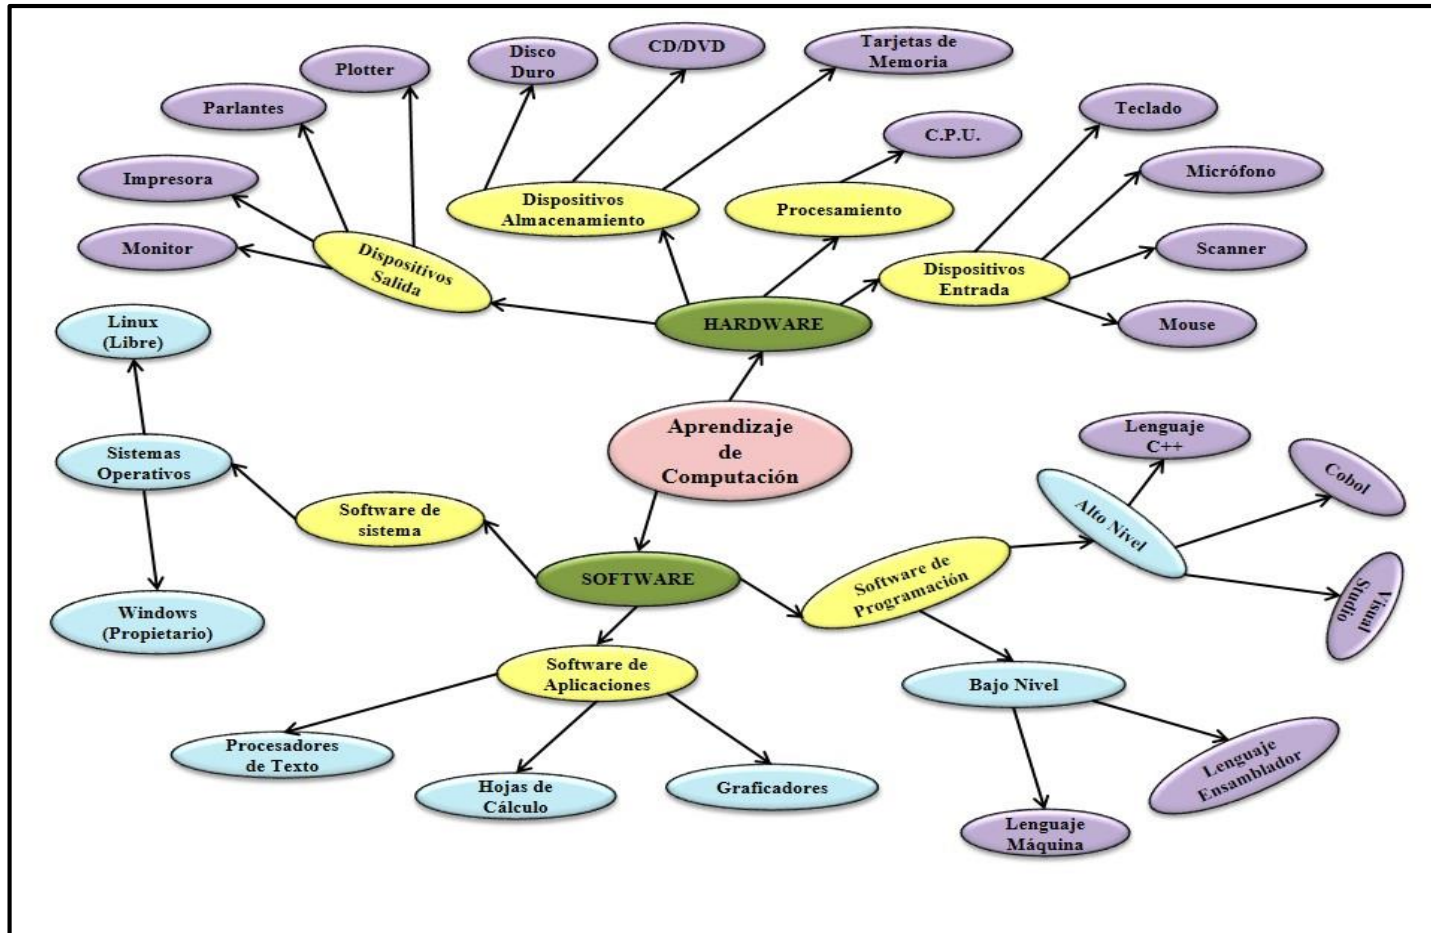 Disco
Duro
CD/DVD
Tarjetas de
Memoria
Plotter
Parlantes
Teclado
C.P.U.
Impresora
Micrófono
Dispositivos
Almacenamiento
Procesamiento
Monitor
Dispositivos
Salida
Dispositivos
Entrada
Scanner
Mouse
HARDWARE
Linux
(Libre)
Aprendizaje
de
Computación
Sistemas
Operativos
Lenguaje
C++
Cobol
Alto Nivel
Software de
sistema
SOFTWARE
Software de
Programación
Visual
Studio
Windows
(Propietario)
Software de
Aplicaciones
Bajo Nivel
Procesadores
de Texto
Hojas de
Cálculo
Graficadores
Lenguaje
Ensamblador
Lenguaje
Máquina